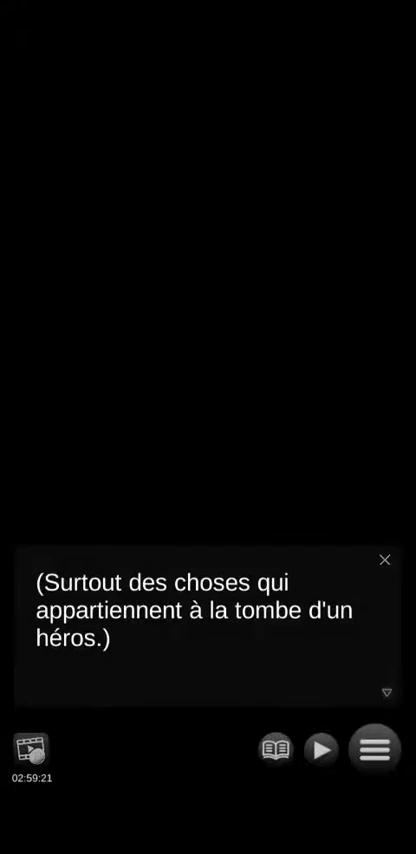 (Surtout des choses qui
appartiennent à la tombe d'un
héros.)
02:59:21